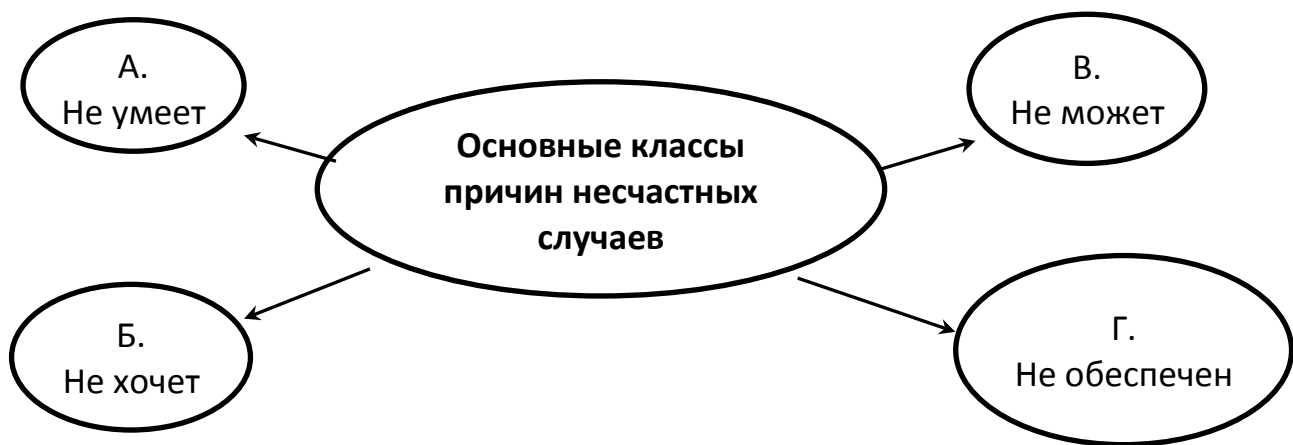 А.
Не умеет
В.
Не может
Основные классы
причин несчастных
случаев
Б.
Не хочет
Г.
Не обеспечен